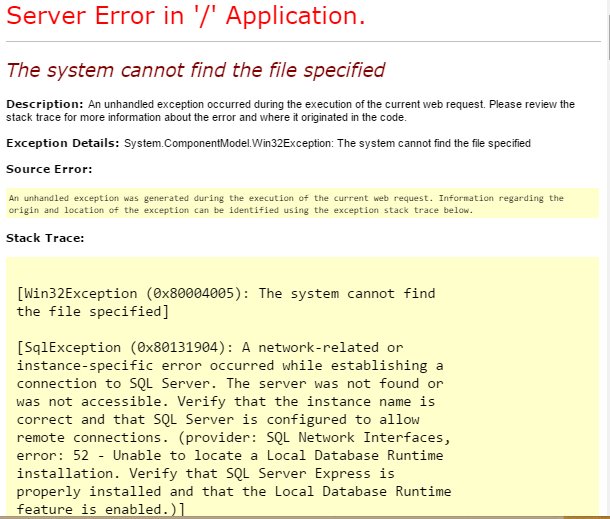 Server Error in '/' Application.
The system cannot find the file specified
Description: An unhandled exception occurred during the execution of the current web request. Please review the
stack trace for more information about the error and where it originated in the code.
Exception Details: System.ComponentModel.Win32Exception: The system cannot find the file specified
Source Error:
An unhandled exception was generated during the execution of the current web request. Information regarding the
origin and location of the exception can be identified using the exception stack trace below.
Stack Trace:
[Win32Exception (0x80004005): The system cannot find
the file specified]
[SqlException (0x80131904): A network-related or
instance-specific error occurred while establishing a
connection to SQL Server. The server was not found or
was not accessible. Verify that the instance name is
correct and that SQL Server is configured to allow
remote connections. (provider: SQL Network Interfaces,
error: 52 - Unable to locate a Local Database Runtime
installation. Verify that SQL Server Express is
properly installed and that the Local Database Runtime
feature is enabled.)]